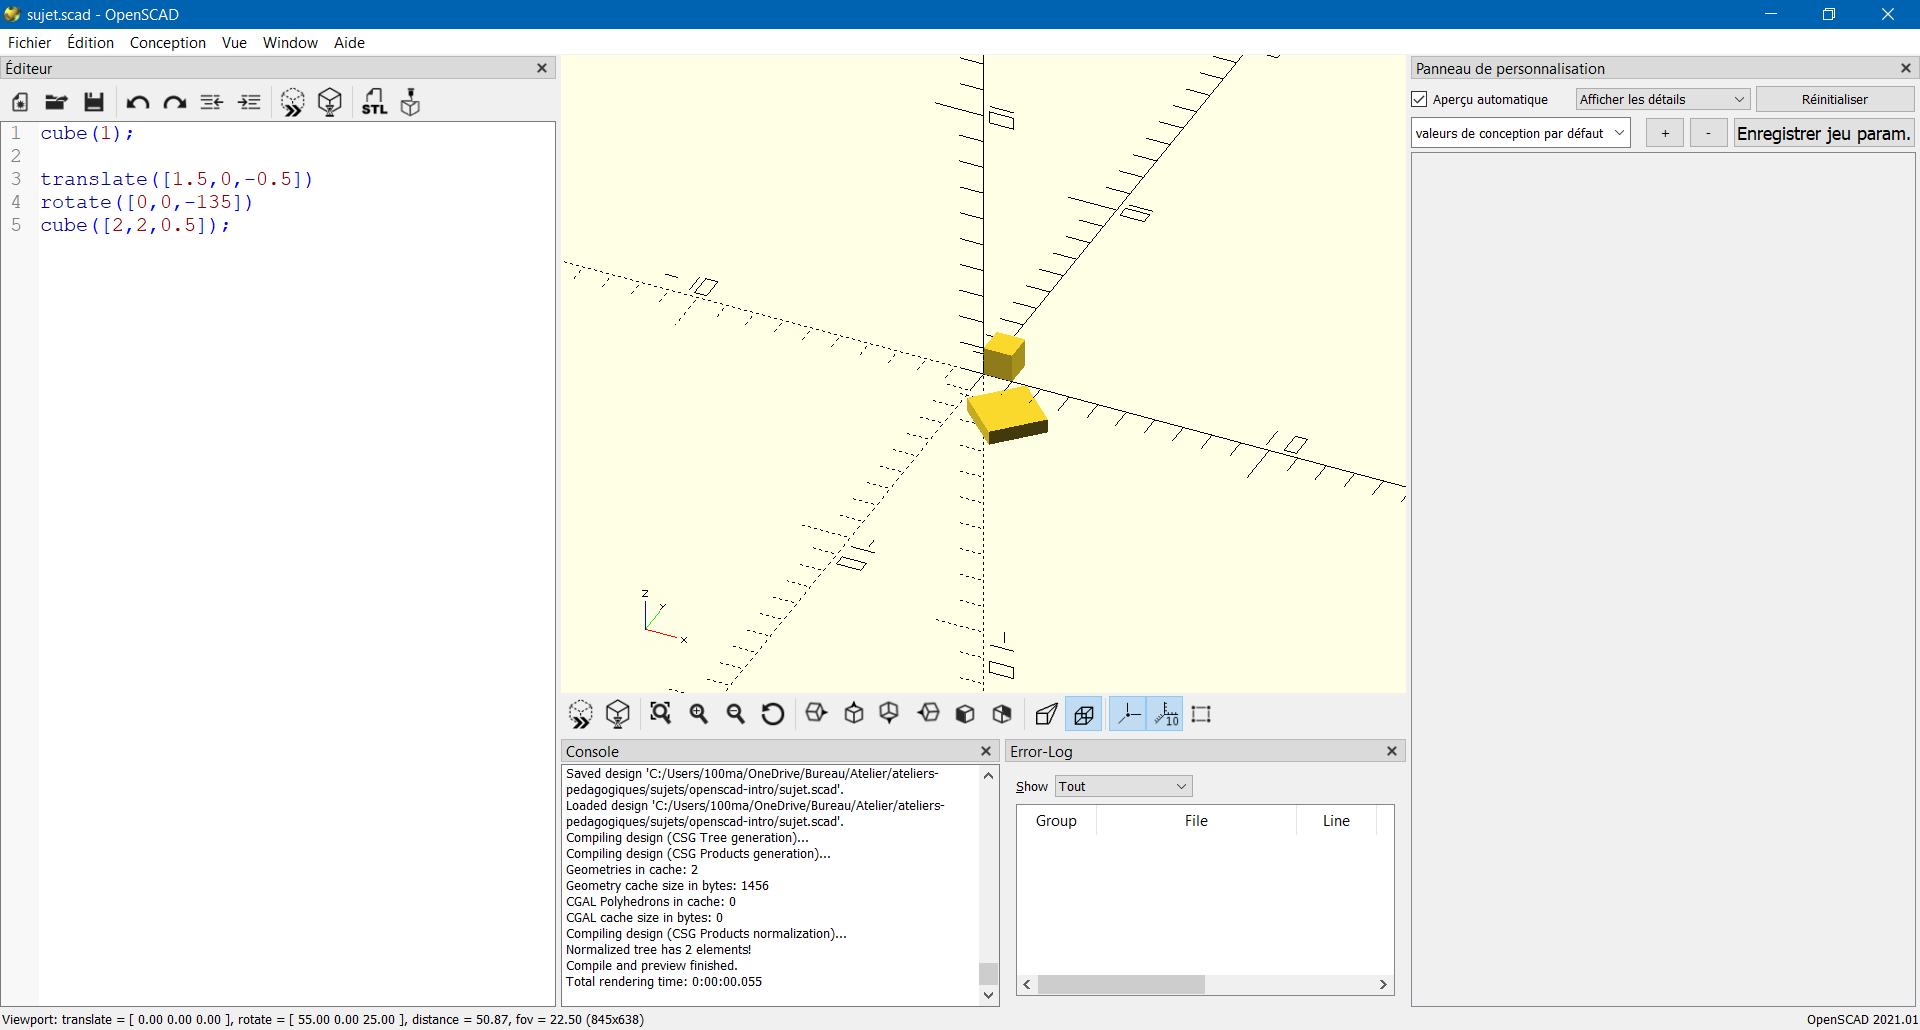 sujet.scad - OpenSCAD
Fichier Édition Conception Vue Window Aide
Éditeur
STL
1 cube(1);
2
3 translate([1.5,0,-0.5])
4 rotate([0,0,-135])
5 cube([2,2,0.5]);
Z
Y
X
10
Console
Saved design 'C:/Users/100ma/OneDrive/Bureau/Atelier/ateliers-
pedagogiques/sujets/openscad-intro/sujet.scad'.
Loaded design 'C:/Users/100ma/OneDrive/Bureau/Atelier/ateliers-
pedagogiques/sujets/openscad-intro/sujet.scad'.
Compiling design (CSG Tree generation)...
Compiling design (CSG Products generation)...
Geometries in cache: 2
Geometry cache size in bytes: 1456
CGAL Polyhedrons in cache: 0
CGAL cache size in bytes: 0
Compiling design (CSG Products normalization)...
Normalized tree has 2 elements!
Compile and preview finished.
Total rendering time: 0:00:00.055
Error-Log
Show Tout
Group File Line
Panneau de personnalisation
Aperçu automatique Afficher les détails Réinitialiser
valeurs de conception par défaut + - Enregistrer jeu param.
Viewport: translate = [ 0.00 0.00 0.00 ], rotate = [ 55.00 0.00 25.00 ], distance = 50.87, fov = 22.50 (845x638)
OpenSCAD 2021.01